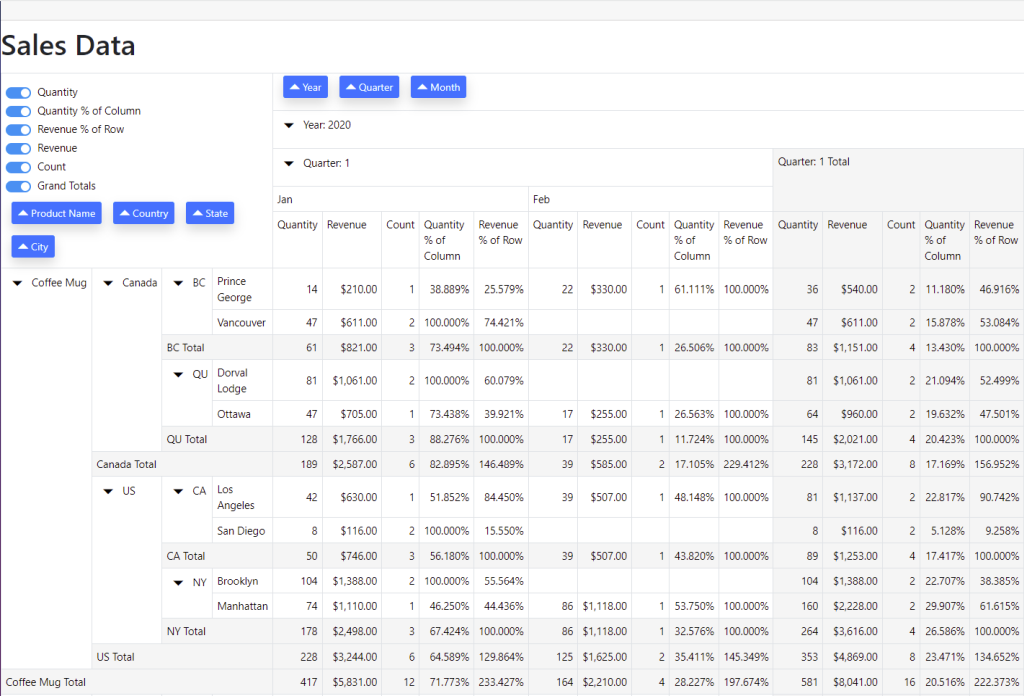 Sales Data
Quantity
Quantity % of Column
Revenue % of Row
Revenue
Count
Grand Totals
Product Name Country State
City
Year Quarter Month
Year: 2020
Quarter: 1 Quarter: 1 Total
Jan Feb
Quantity Revenue Count Quantity % of Column Revenue % of Row Quantity Revenue Count Quantity % of Column Revenue % of Row Quantity Revenue Count Quantity % of Column Revenue % of Row
Coffee Mug Canada BC Prince George 14 $210.00 1 38.889% 25.579% 22 $330.00 1 61.111% 100.000% 36 $540.00 2 11.180% 46.916%
Vancouver 47 $611.00 2 100.000% 74.421% 47 $611.00 2 15.878% 53.084%
BC Total 61 $821.00 3 73.494% 100.000% 22 $330.00 1 26.506% 100.000% 83 $1,151.00 4 13.430% 100.000%
QU Dorval Lodge 81 $1,061.00 2 100.000% 60.079% 81 $1,061.00 2 21.094% 52.499%
Ottawa 47 $705.00 1 73.438% 39.921% 17 $255.00 1 26.563% 100.000% 64 $960.00 2 19.632% 47.501%
QU Total 128 $1,766.00 3 88.276% 100.000% 17 $255.00 1 11.724% 100.000% 145 $2,021.00 4 20.423% 100.000%
Canada Total 189 $2,587.00 6 82.895% 146.489% 39 $585.00 2 17.105% 229.412% 228 $3,172.00 8 17.169% 156.952%
US CA Los Angeles 42 $630.00 1 51.852% 84.450% 39 $507.00 1 48.148% 100.000% 81 $1,137.00 2 22.817% 90.742%
San Diego 8 $116.00 2 100.000% 15.550% 8 $116.00 2 5.128% 9.258%
CA Total 50 $746.00 3 56.180% 100.000% 39 $507.00 1 43.820% 100.000% 89 $1,253.00 4 17.417% 100.000%
NY Brooklyn 104 $1,388.00 2 100.000% 55.564% 104 $1,388.00 2 22.707% 38.385%
Manhattan 74 $1,110.00 1 46.250% 44.436% 86 $1,118.00 1 53.750% 100.000% 160 $2,228.00 2 29.907% 61.615%
NY Total 178 $2,498.00 3 67.424% 100.000% 86 $1,118.00 1 32.576% 100.000% 264 $3,616.00 4 26.586% 100.000%
US Total 228 $3,244.00 6 64.589% 129.864% 125 $1,625.00 2 35.411% 145.349% 353 $4,869.00 8 23.471% 134.652%
Coffee Mug Total 417 $5,831.00 12 71.773% 233.427% 164 $2,210.00 4 28.227% 197.674% 581 $8,041.00 16 20.516% 222.373%